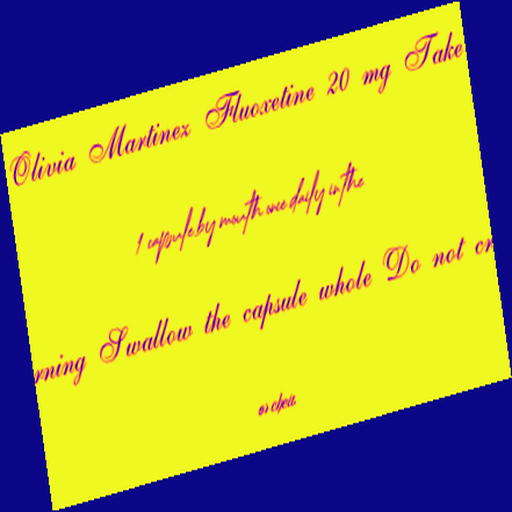 Olivia Martinez Fluoxetine 20 mg Take
1 capsule by mouth once daily in the
rning Swallow the capsule whole Do not cr
or chew